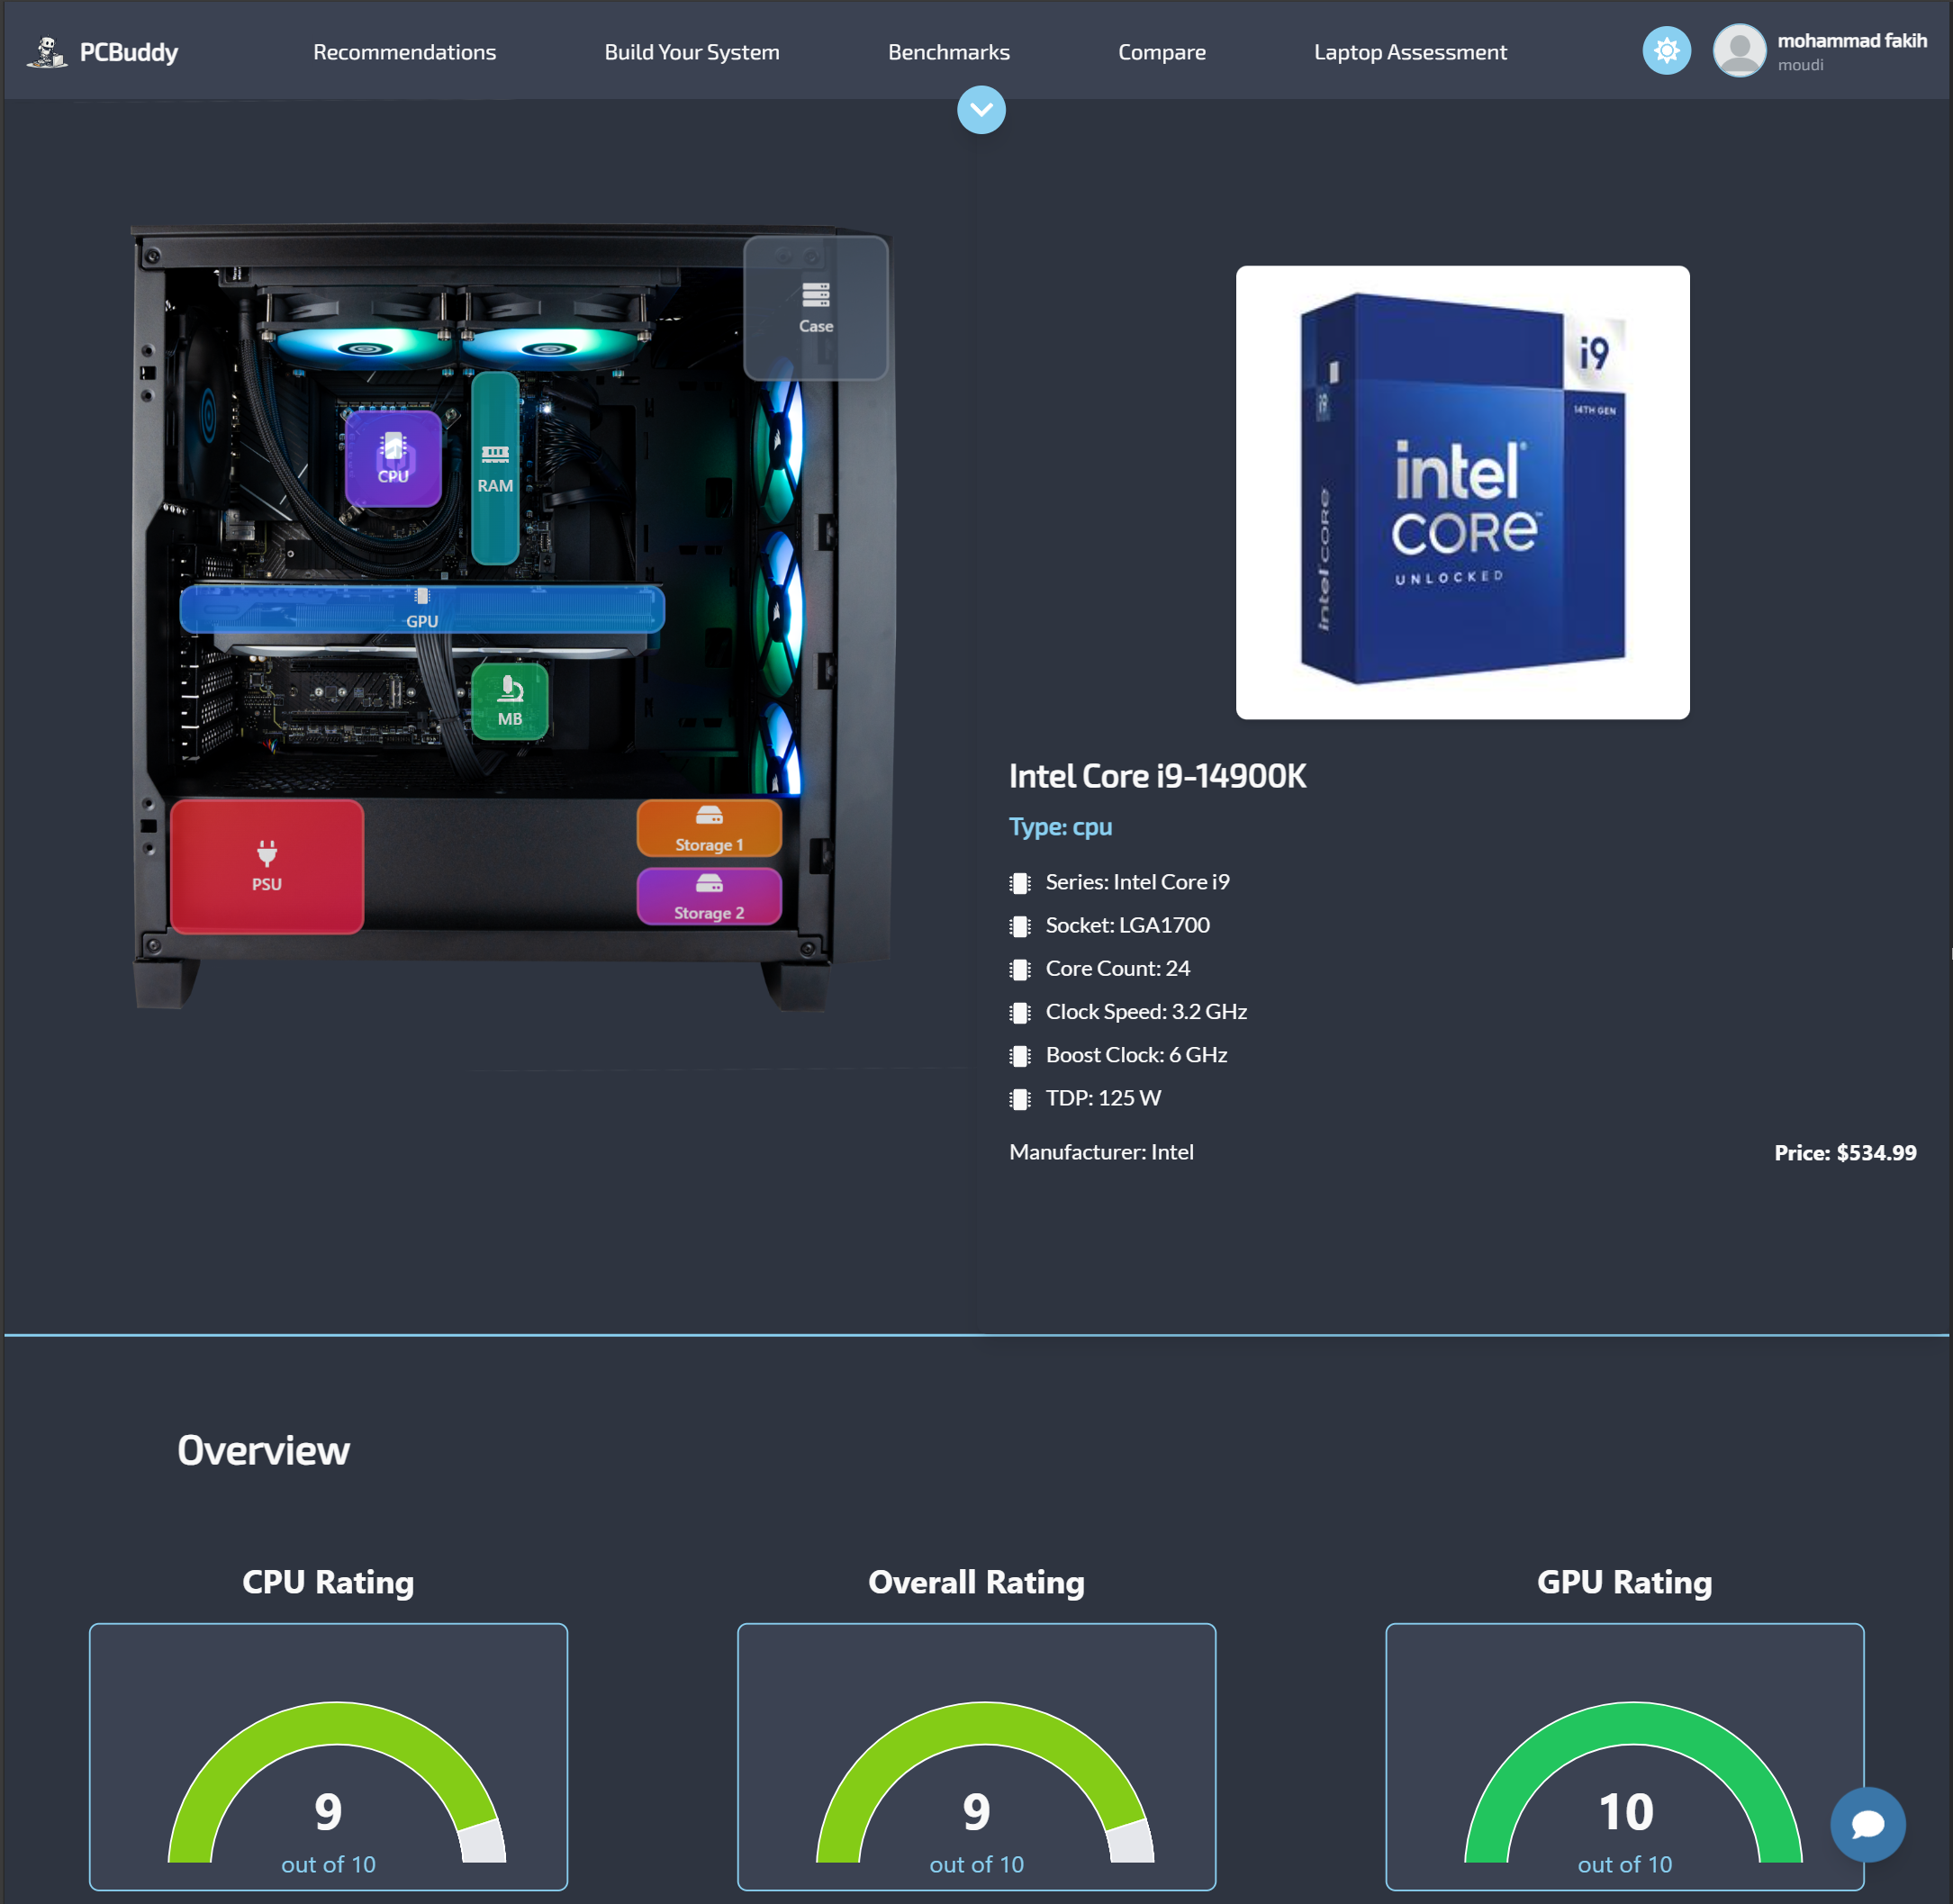 PCBuddy
Recommendations
Build Your System
Benchmarks
Compare
Laptop Assessment
mohammad fakih
moudi
Case
CPU
RAM
GPU
MB
PSU
Storage 1
Storage 2
i9
14TH GEN
i9
intel
CORE™
UNLOCKED
intel CORE
Intel Core i9-14900K
Type: cpu
Series: Intel Core i9
Socket: LGA1700
Core Count: 24
Clock Speed: 3.2 GHz
Boost Clock: 6 GHz
TDP: 125 W
Manufacturer: Intel
Price: $534.99
Overview
CPU Rating
Overall Rating
GPU Rating
9
out of 10
9
out of 10
10
out of 10